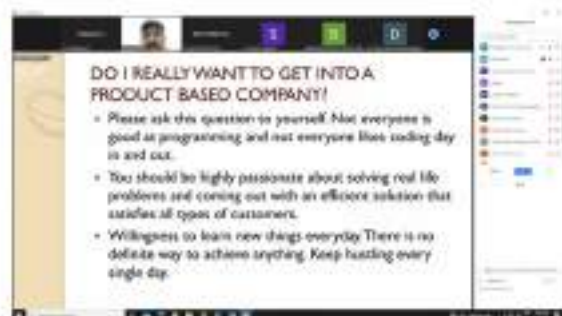 S
B
D
DO I REALLY WANT TO GET INTO A
PRODUCT BASED COMPANY?
• Please ask this question to yourself. Not everyone is
good at programming and not everyone likes coding day
in and out.
• You should be highly passionate about solving real life
problems and coming out with an efficient solution that
satisfies all types of customers.
• Willingness to learn new things everyday. There is no
definite way to achieve anything. Keep hustling every
single day.